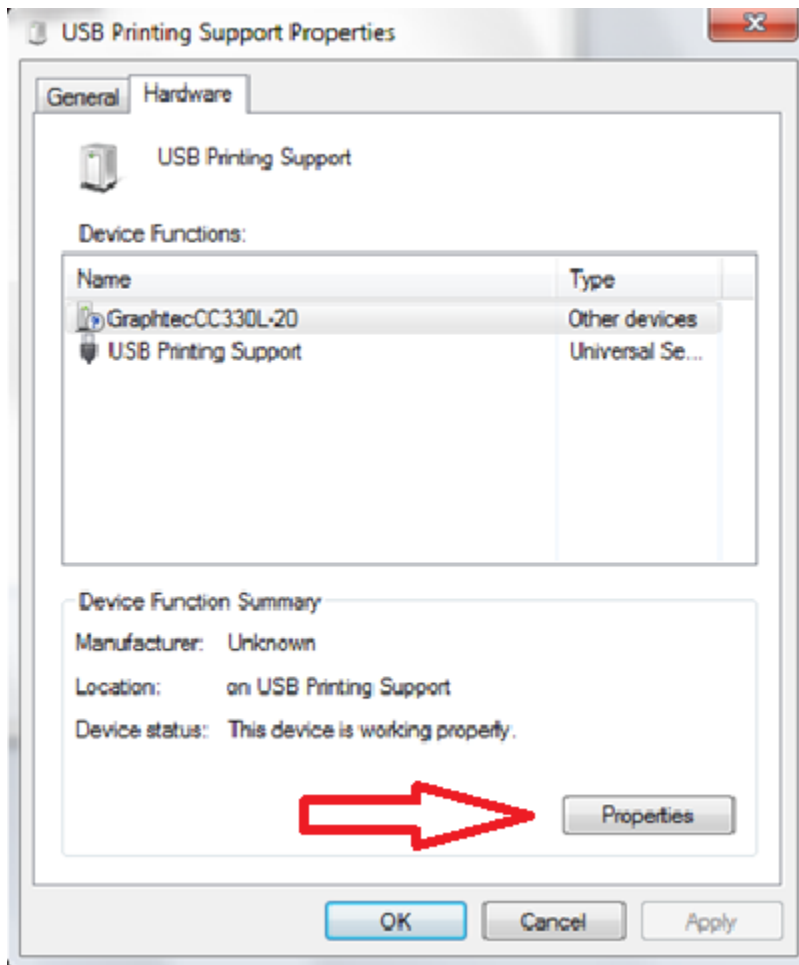 USB Printing Support Properties
General Hardware
USB Printing Support
Device Functions:
Name Type
GraphtecCC330L-20 Other devices
USB Printing Support Universal Se...
Device Function Summary
Manufacturer: Unknown
Location: on USB Printing Support
Device status: This device is working properly.
Properties
OK Cancel Apply